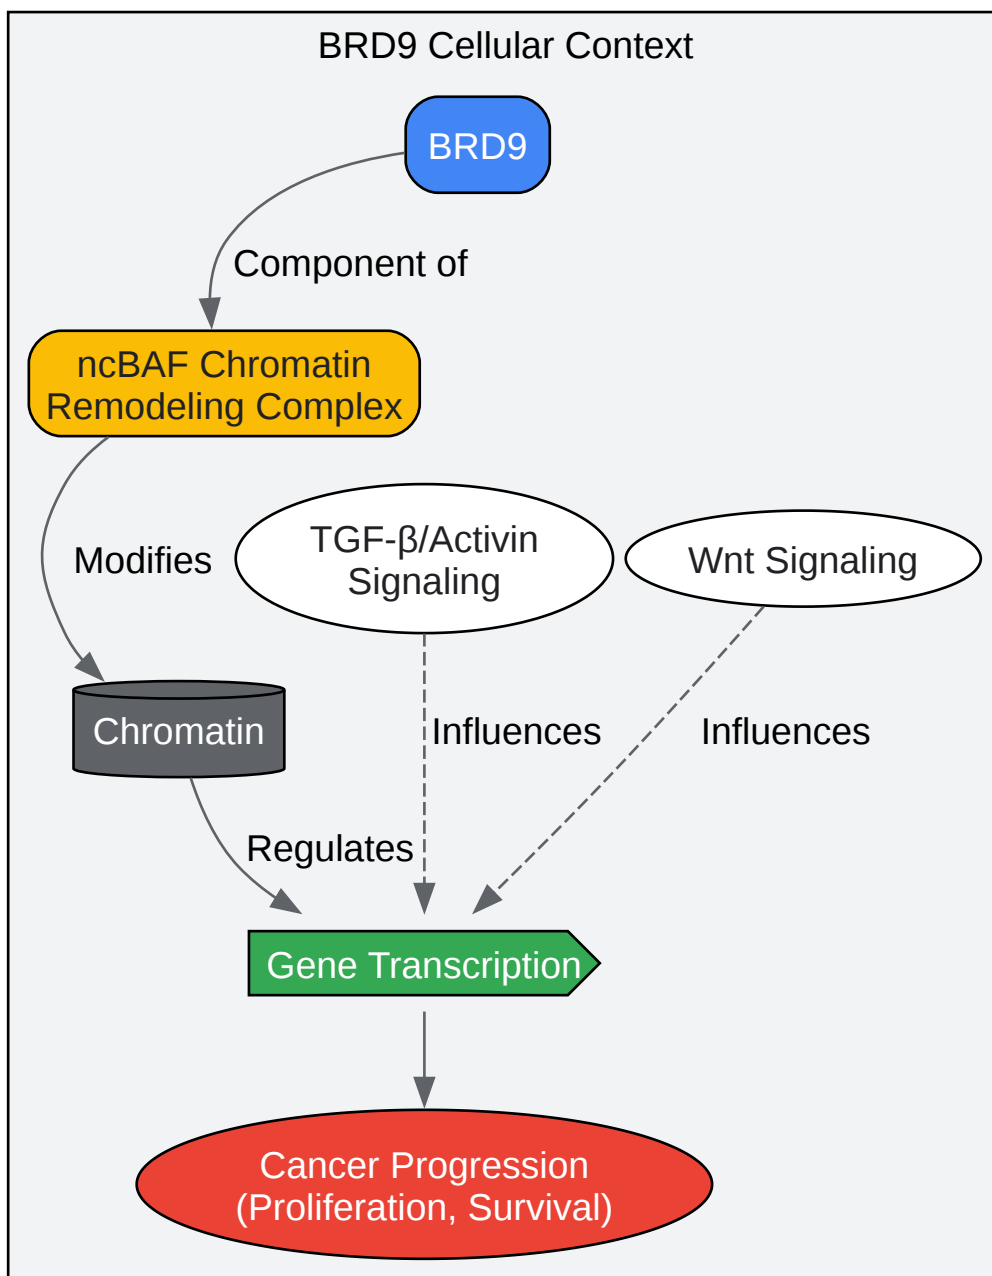 BRD9 Cellular Context
BRD9
Component of
ncBAF Chromatin
Remodeling Complex
Modifies
TGF-β/Activin
Signaling
Wnt Signaling
Chromatin
Influences
Influences
Regulates
Gene Transcription
Cancer Progression
(Proliferation, Survival)